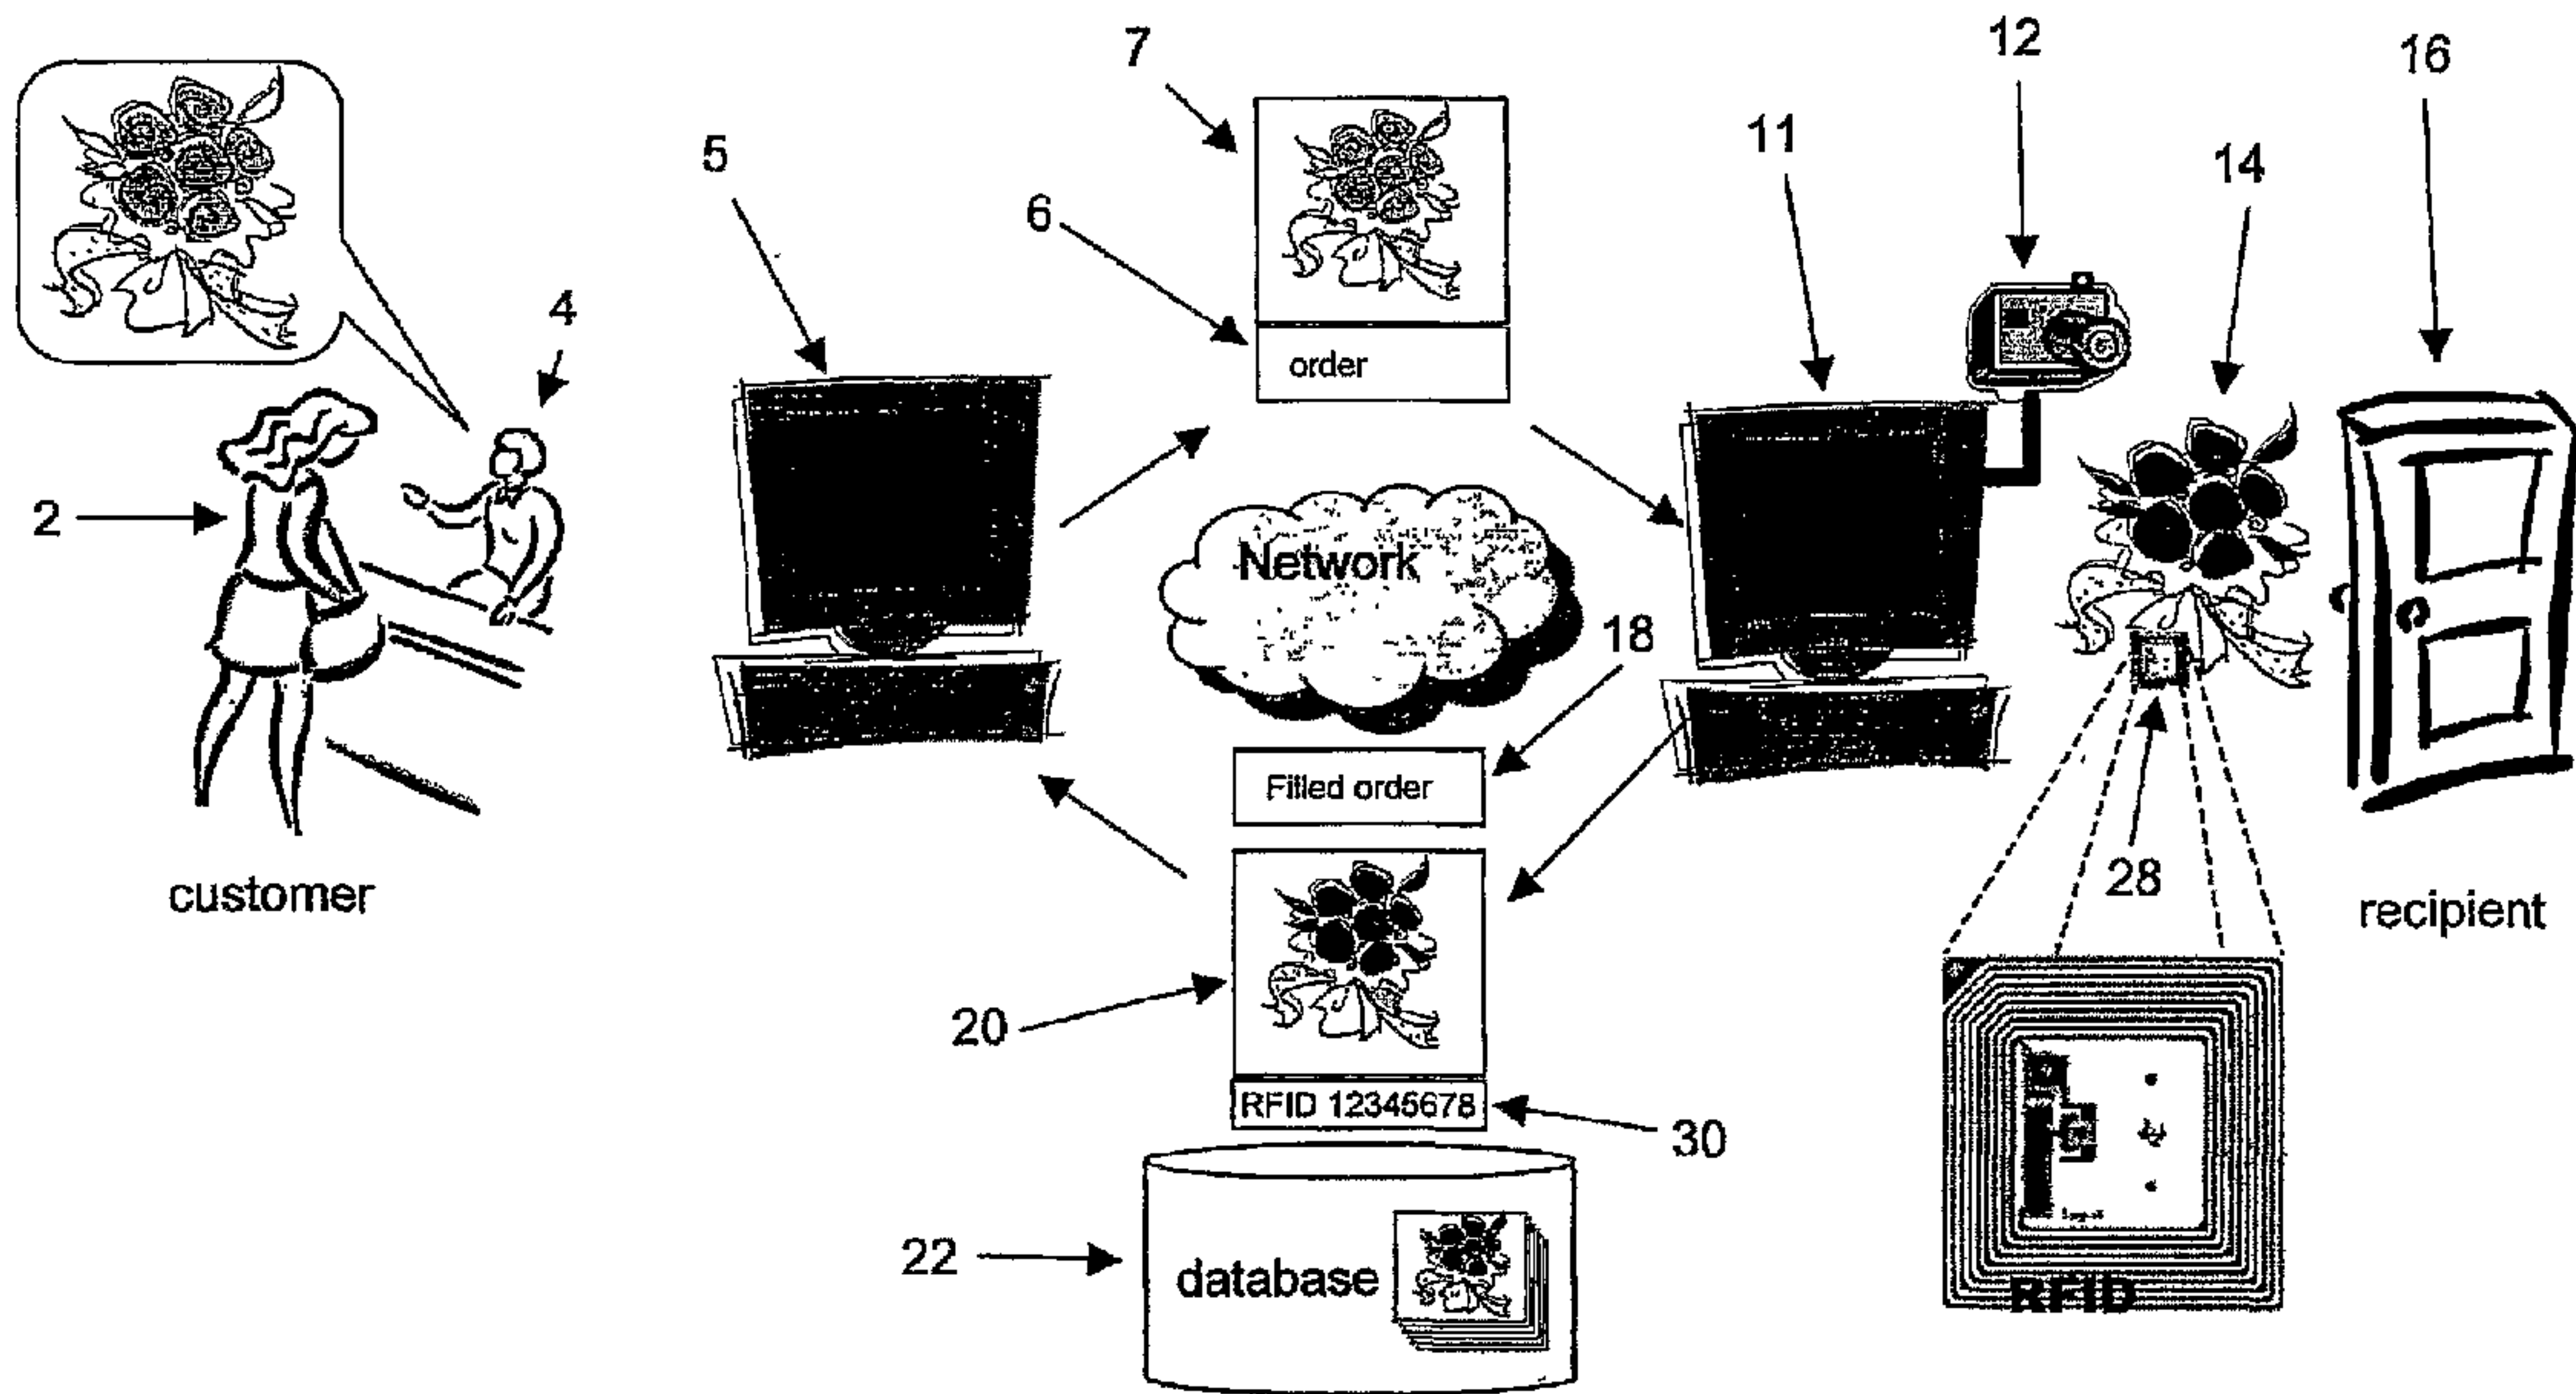 7
12
16
5
11
14
6
4
order
2
Network
18
Filled order
customer
28
recipient
20
RFID 12345678
30
22
database
RFID